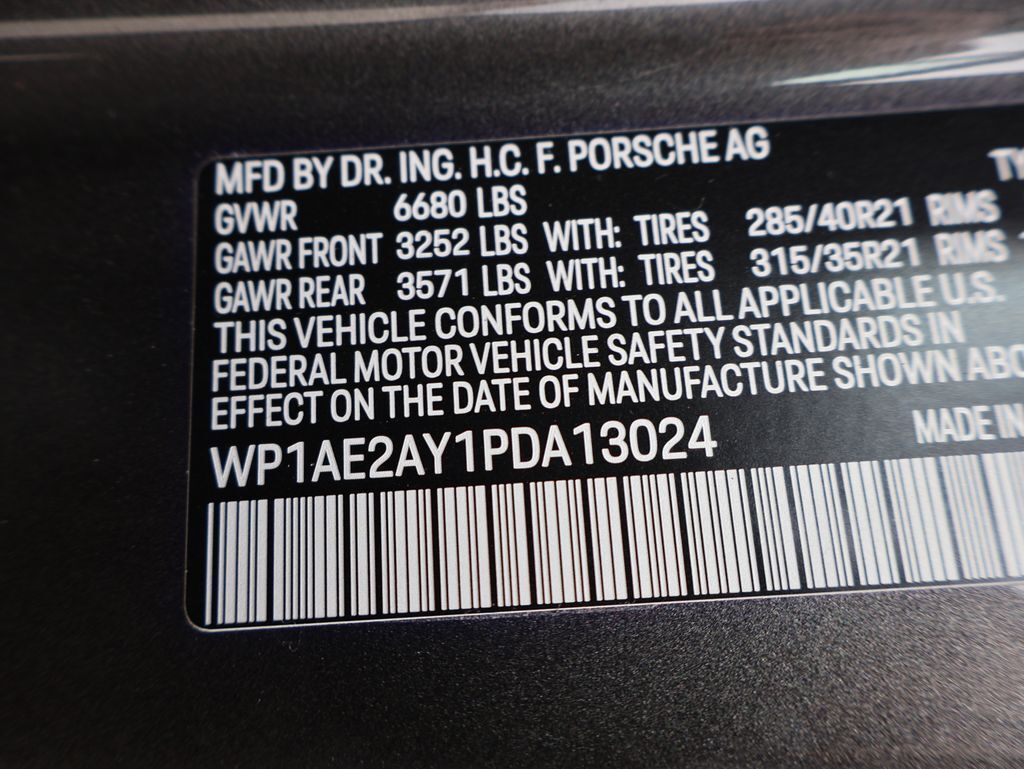 MFD BY DR. ING. H.C. F. PORSCHE AG
GVWR 6680 LBS
GAWR FRONT 3252 LBS WITH: TIRES 285/40R21 RIMS
GAWR REAR 3571 LBS WITH: TIRES 315/35R21 RIMS
THIS VEHICLE CONFORMS TO ALL APPLICABLE U.S.
FEDERAL MOTOR VEHICLE SAFETY STANDARDS IN
EFFECT ON THE DATE OF MANUFACTURE SHOWN
WP1AE2AY1PDA13024 MADE IN